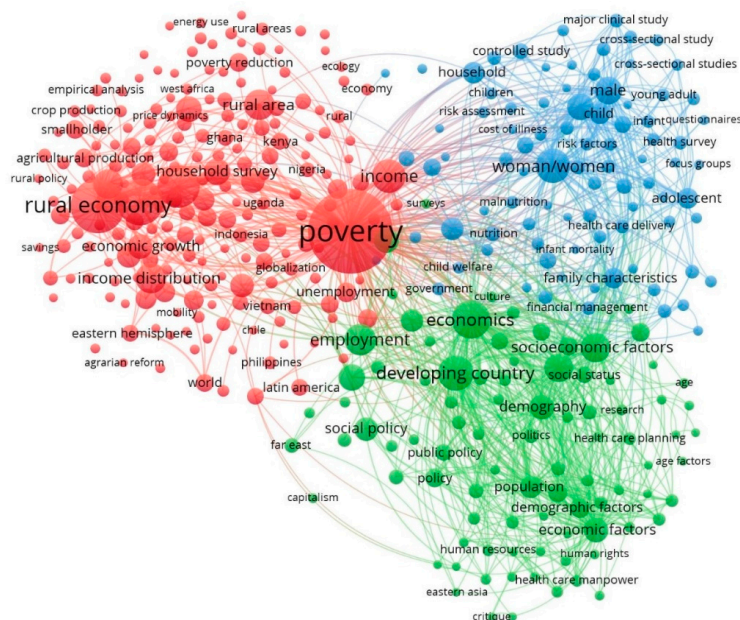 energy use
rural areas
major clinical study
controlled study
cross-sectional study
poverty reduction
ecology
household
cross-sectional studies
empirical analysis
west africa
economy
children
male
young adult
crop production
price dynamics
rural area
risk assessment
child
smallholder
ghana
rural
cost of illness
infant
questionnaires
agricultural production
kenya
risk factors
health survey
rural policy
household survey
nigeria
income
woman/women
focus groups
rural economy
uganda
surveys
malnutrition
adolescent
poverty
health care delivery
savings
economic growth
indonesia
nutrition
infant mortality
income distribution
globalization
child welfare
family characteristics
unemployment
government
mobility
vietnam
culture
financial management
eastern hemisphere
chile
employment
economics
socioeconomic factors
agrarian reform
philippines
developing country
social status
world
latin america
age
demography
research
social policy
politics
health care planning
far east
public policy
policy
age factors
capitalism
population
demographic factors
economic factors
human resources
human rights
eastern asia
health care manpower
critique